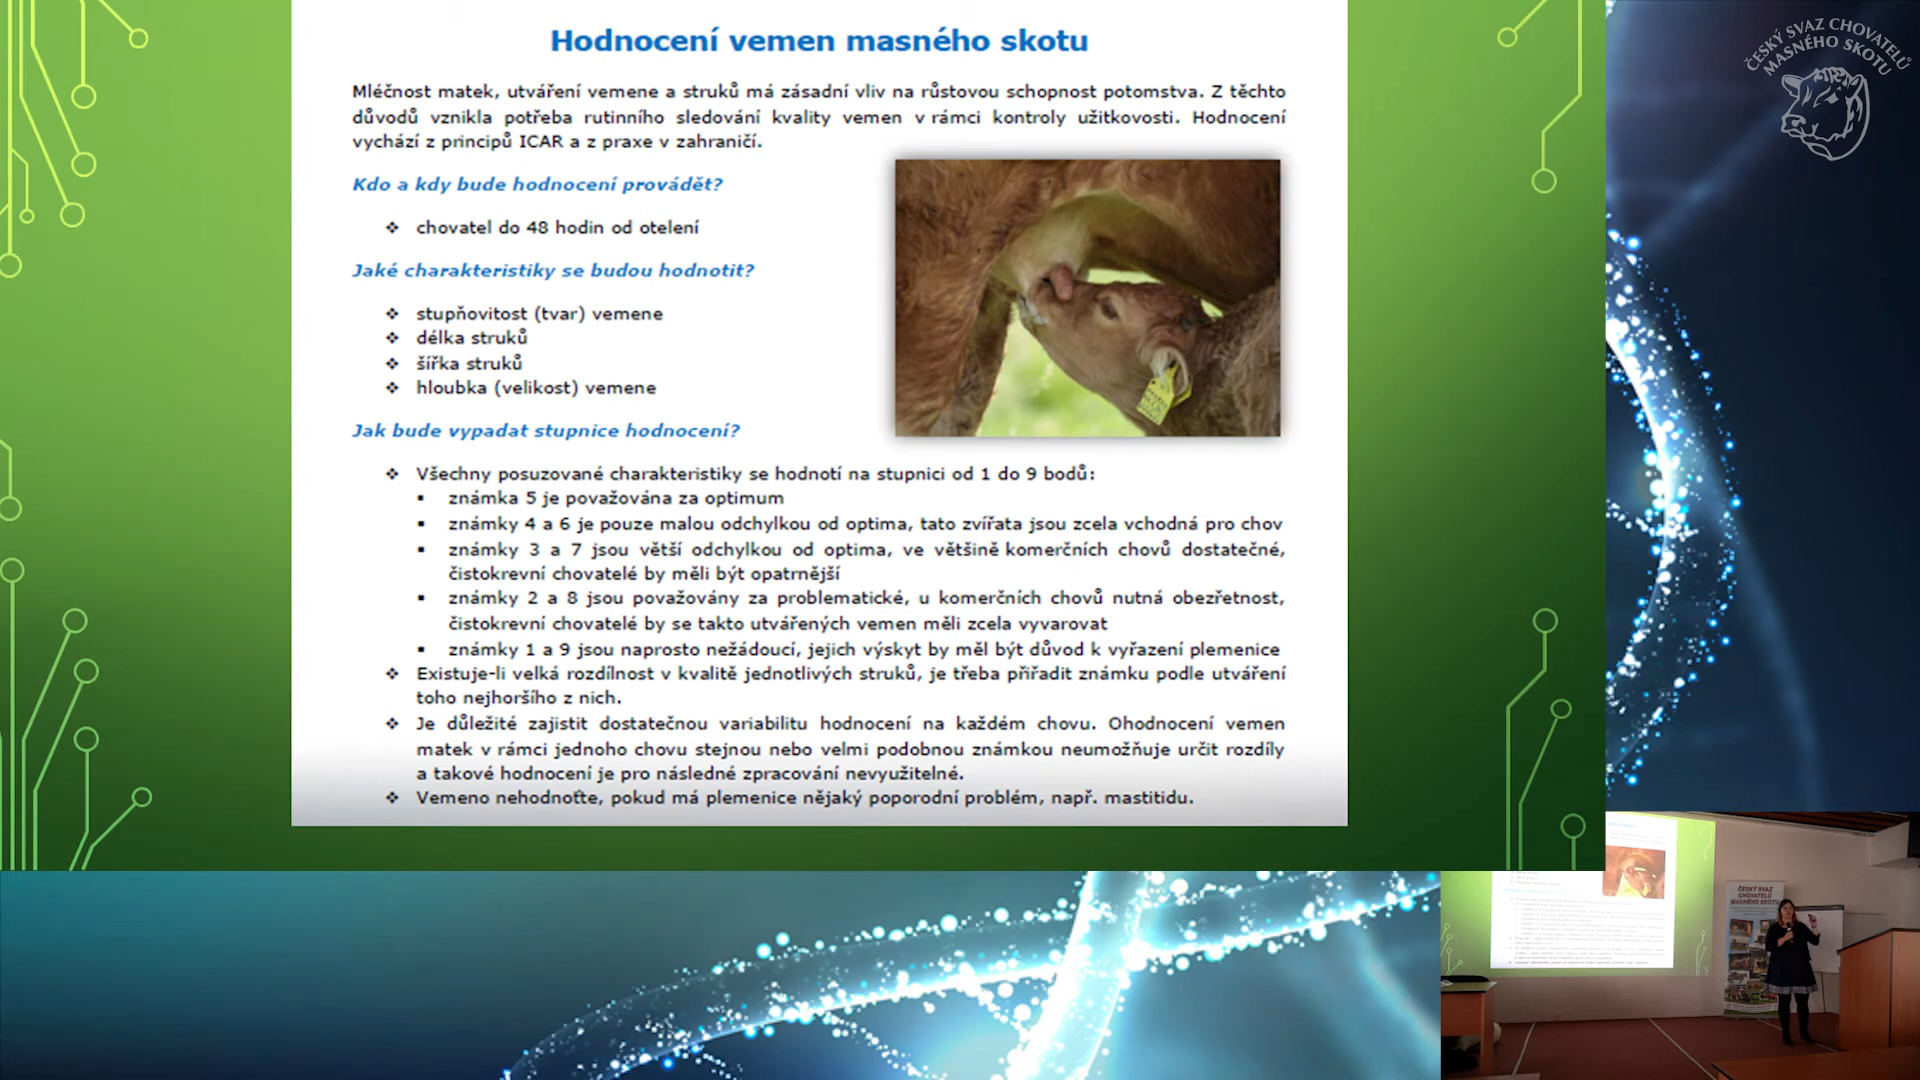 Hodnocení vemen masného skotu
Mléčnost matek, utváření vemene a struků má zásadní vliv na růstovou schopnost potomstva. Z těchto
důvodů vznikla potřeba rutinního sledování kvality vemen v rámci kontroly užitkovosti. Hodnocení
vychází z principů ICAR a z praxe v zahraničí.
Kdo a kdy bude hodnocení provádět?
❖ chovatel do 48 hodin od otelení
Jaké charakteristiky se budou hodnotit?
❖ stupňovitost (tvar) vemene
❖ délka struků
❖ šířka struků
❖ hloubka (velikost) vemene
Jak bude vypadat stupnice hodnocení?
❖ Všechny posuzované charakteristiky se hodnotí na stupnici od 1 do 9 bodů:
▪ známka 5 je považována za optimum
▪ známky 4 a 6 je pouze malou odchylkou od optima, tato zvířata jsou zcela vchodná pro chov
▪ známky 3 a 7 jsou větší odchylkou od optima, ve většině komerčních chovů dostatečné,
čistokrevní chovatelé by měli být opatrnější
▪ známky 2 a 8 jsou považovány za problematické, u komerčních chovů nutná obezřetnost,
čistokrevní chovatelé by se takto utvářených vemen měli zcela vyvarovat
▪ známky 1 a 9 jsou naprosto nežádoucí, jejich výskyt by měl být důvod k vyřazení plemenice
❖ Existuje-li velká rozdílnost v kvalitě jednotlivých struků, je třeba přiřadit známku podle utváření
toho nejhoršího z nich.
❖ Je důležité zajistit dostatečnou variabilitu hodnocení na každém chovu. Ohodnocení vemen
matek v rámci jednoho chovu stejnou nebo velmi podobnou známkou neumožňuje určit rozdíly
a takové hodnocení je pro následné zpracování nevyužitelné.
❖ Vemeno nehodnoťte, pokud má plemenice nějaký poporodní problém, např. mastitidu.
ČESKÝ SVAZ CHOVATELŮ
MASNÉHO SKOTU
ČESKÝ SVAZ
CHOVATELŮ
MASNÉHO SKOTU